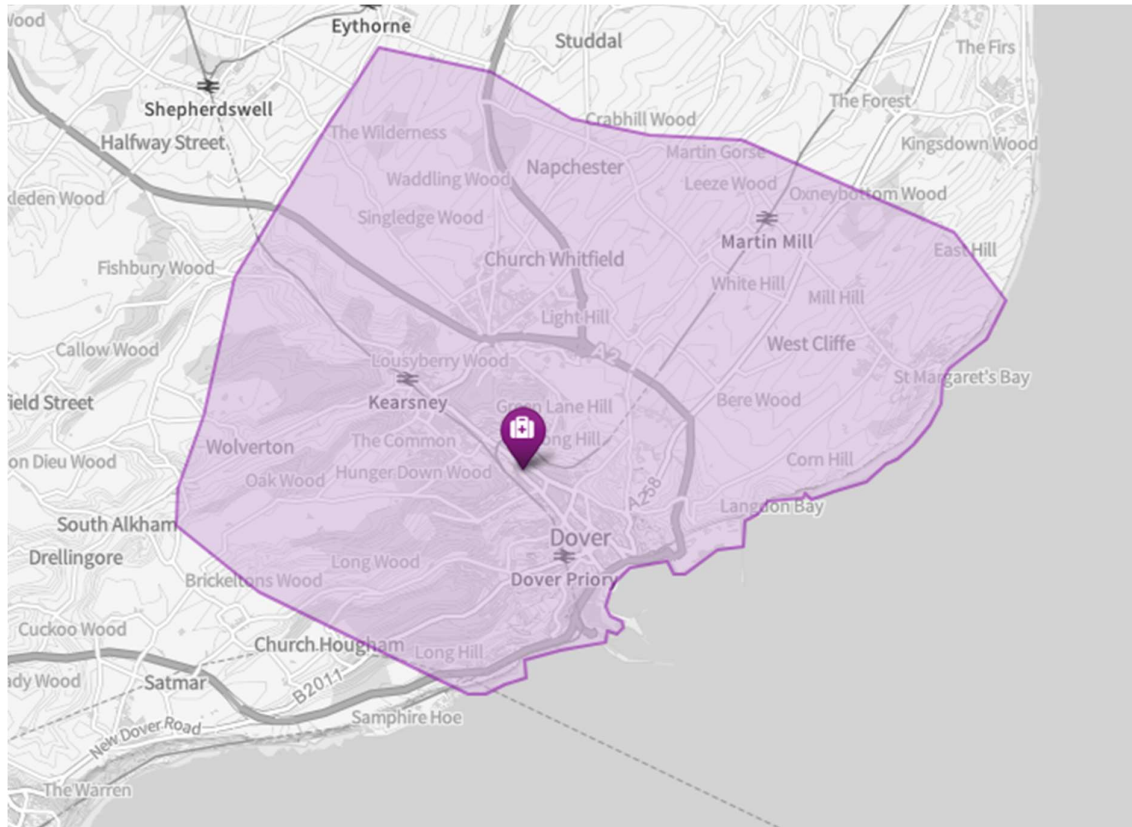 Wood
Eythorne
Studdal
The Firs
Shepherdswell
The Forest
Crabhill Wood
The Wilderness
Halfway Street
Kingsdown Wood
Martin Gorse
Napchester
Waddling Wood
Leeze Wood
Oxneybottom Wood
Singledge Wood
Martin Mill
East Hill
Church Whitfield
Fishbury Wood
White Hill
Mill Hill
Light Hill
Callow Wood
A2
West Cliffe
Lousyberry Wood
St Margaret's Bay
Kearsney
field Street
Green Lane Hill
Bere Wood
The Common
ong Hill
Wolverton
on Dieu Wood
Hunger Down Wood
Corn Hill
Oak Wood
A258
Langdon Bay
South Alkham
Dover
Drellingore
Long Wood
Dover Priory
Brickeltons Wood
Cuckoo Wood
Church Hougham
Long Hill
ady Wood
Satmar
B2011
Samphire Hoe
New Dover Road
The Warren